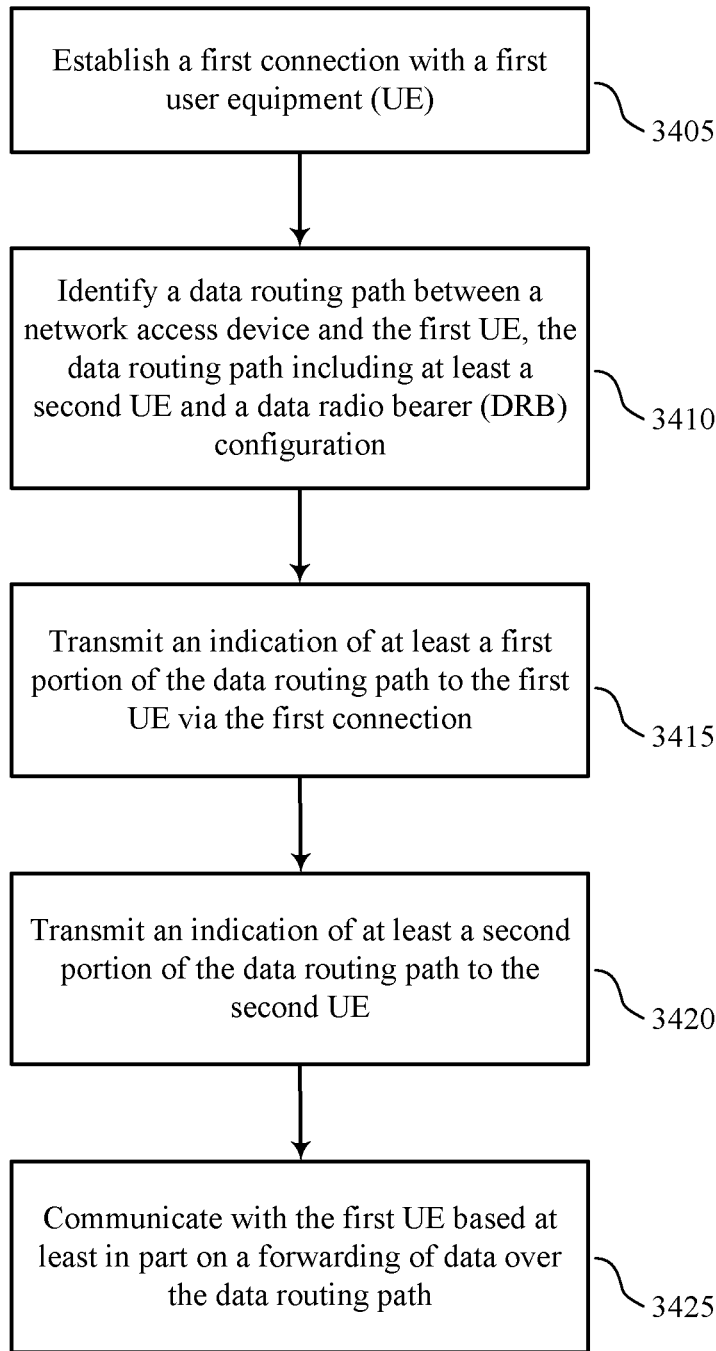 Establish a first connection with a first
user equipment (UE)
3405
Identify a data routing path between a
network access device and the first UE, the
data routing path including at least a
second UE and a data radio bearer (DRB)
configuration
3410
Transmit an indication of at least a first
portion of the data routing path to the first
UE via the first connection
3415
Transmit an indication of at least a second
portion of the data routing path to the
second UE
3420
Communicate with the first UE based at
least in part on a forwarding of data over
the data routing path
3425